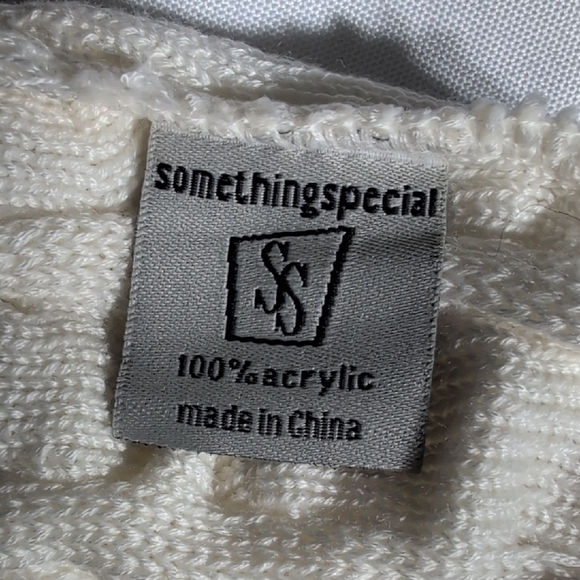 somethingspecial
SS
100% acrylic
made in China